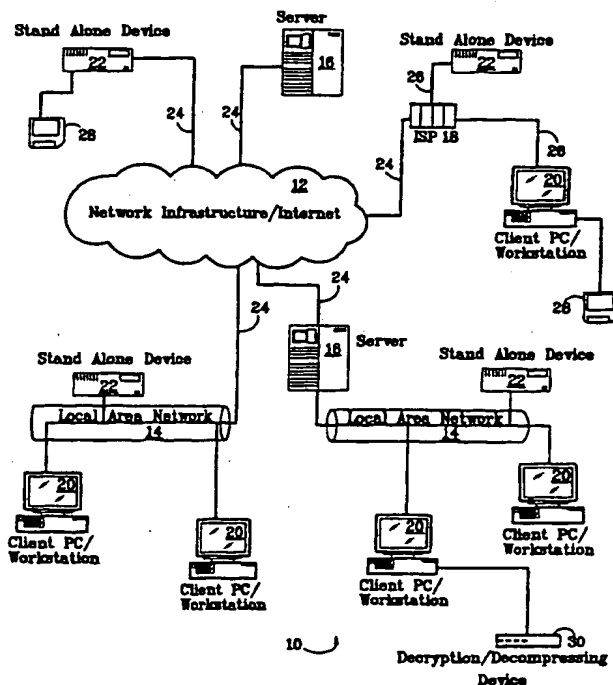 Server
Stand Alone Device
22
16
Stand Alone Device
22
26
28
24
24
ISP 18
24
26
12
Network Infrastructure/Internet
20
Client PC/
Workstation
24
24
28
16
Server
Stand Alone Device
22
Stand Alone Device
22
Local Area Network
14
Local Area Network
14
20
Client PC/
Workstation
20
Client PC/
Workstation
20
Client PC/
Workstation
20
Client PC/
Workstation
10
30
Decryption/Decompressing
Device